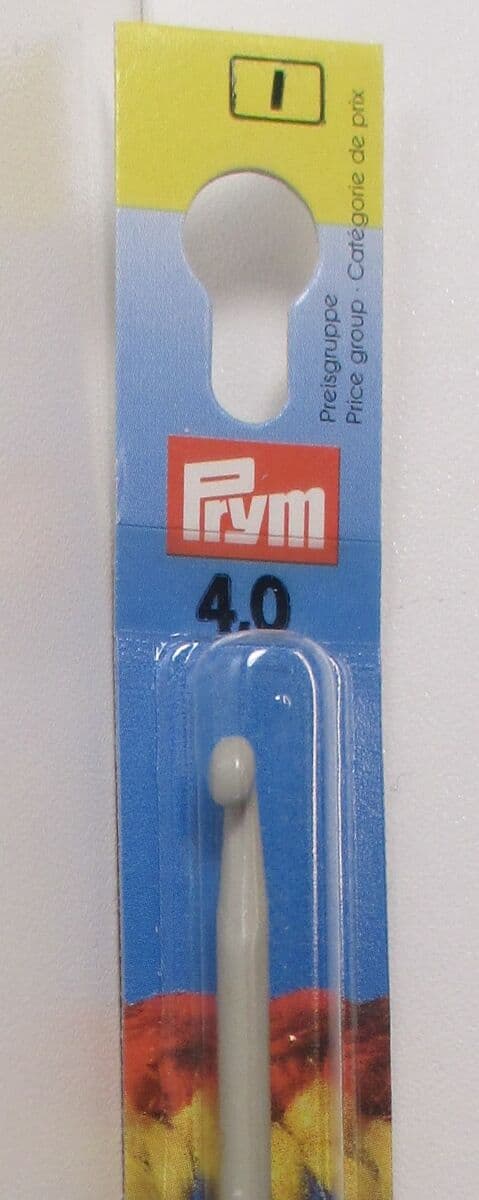 I
Preisgruppe
Price group · Catégorie de prix
Prym
4.0